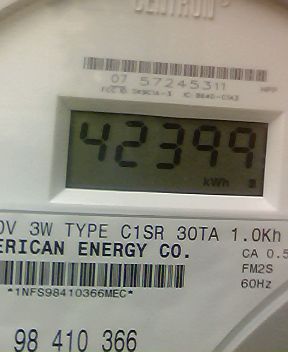 CENTRON
07 57245311
42399
kWh
0V 3W TYPE C1SR 30TA 1.0Kh
ERICAN ENERGY CO.
CA 0.5
FM2S
60Hz
*1NFS98410366MEC*
98 410 366